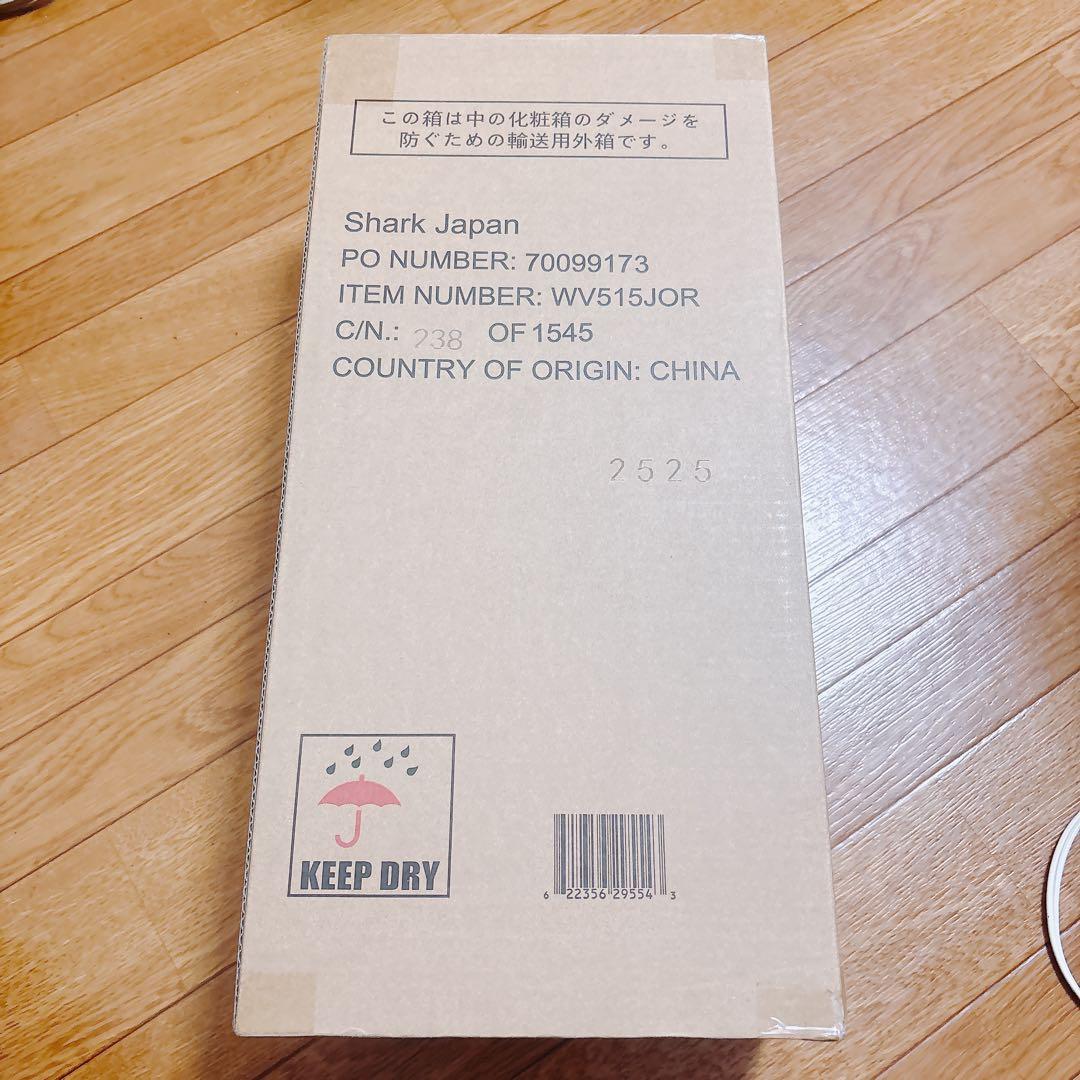 この箱は中の化粧箱のダメージを
防ぐための輸送用外箱です。
Shark Japan
PO NUMBER: 70099173
ITEM NUMBER: WV515JOR
C/N.: 238 OF 1545
COUNTRY OF ORIGIN: CHINA
2525
KEEP DRY
6 22356 29554 3